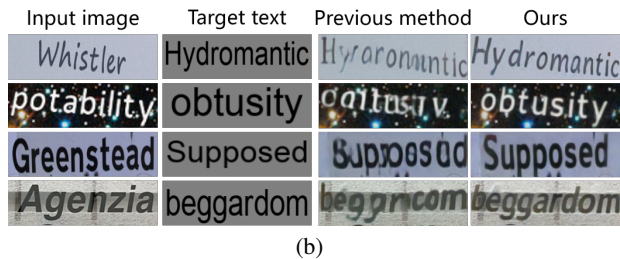 Input image Target text Previous method Ours
Whistler Hydromantic Hydromantic
potability obtusity obtusity
Greenstead Supposed Supposed
Agenzia beggardom beggardom
(b)